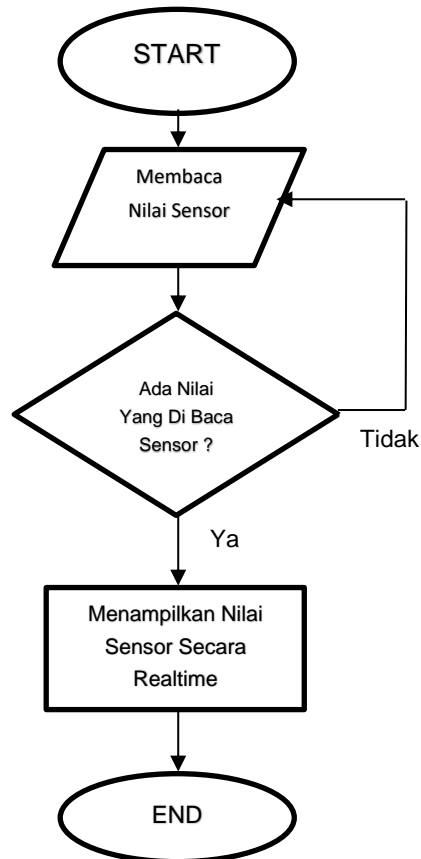 START
Membaca
Nilai Sensor
Ada Nilai
Yang Di Baca
Sensor ?
Tidak
Ya
Menampilkan Nilai
Sensor Secara
Realtime
END